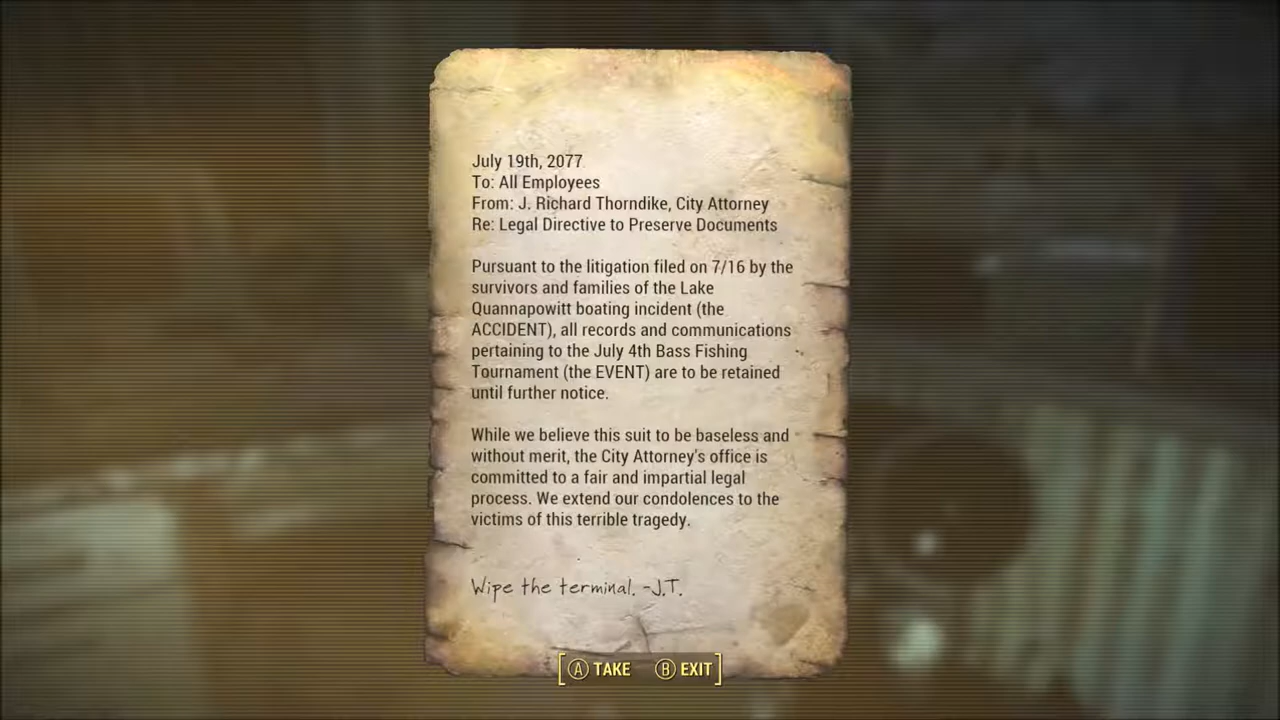 July 19th, 2077
To: All Employees
From: J. Richard Thorndike, City Attorney
Re: Legal Directive to Preserve Documents
Pursuant to the litigation filed on 7/16 by the
survivors and families of the Lake
Quannapowitt boating incident (the
ACCIDENT), all records and communications
pertaining to the July 4th Bass Fishing
Tournament (the EVENT) are to be retained
until further notice.
While we believe this suit to be baseless and
without merit, the City Attorney's office is
committed to a fair and impartial legal
process. We extend our condolences to the
victims of this terrible tragedy.
Wipe the terminal. -J.T.
[ A TAKE B EXIT ]